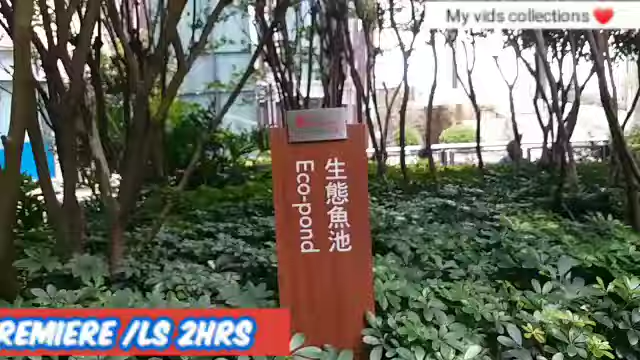 My vids collections ❤️
生態魚池
Eco-pond
REMIERE /LS 2HRS